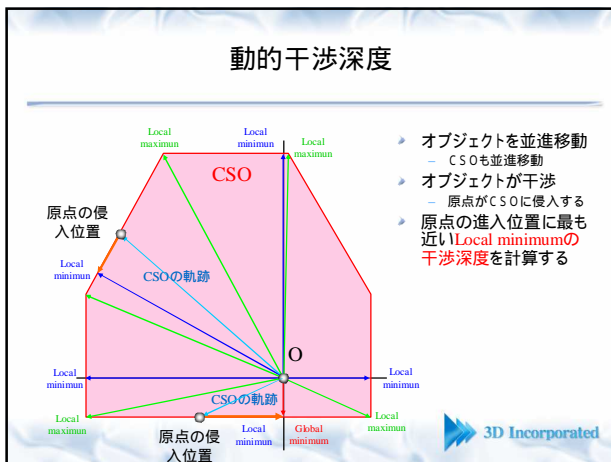 動的干渉深度
Local
maximun
Local
minimun
Local
maximun
CSO
原点の侵
入位置
Local
minimun
CSOの軌跡
O
Local
minimun
Local
minimun
CSOの軌跡
Local
maximun
原点の侵
入位置
Local
minimun
Global
minimum
Local
maximun
オブジェクトを並進移動
– CSOも並進移動
オブジェクトが干渉
– 原点がCSOに侵入する
原点の進入位置に最も
近いLocal minimumの
干渉深度を計算する
3D Incorporated